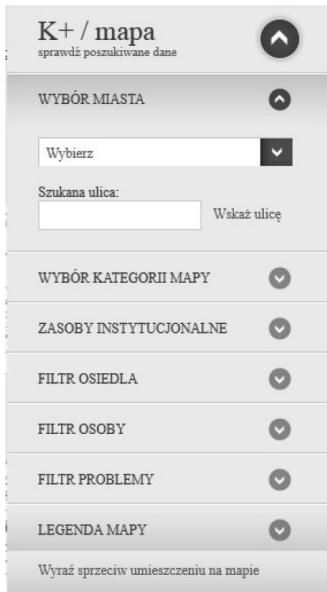 K+ / mapa
sprawdź poszukiwane dane
WYBÓR MIASTA
Wybierz
Szukana ulica:
Wskaż ulicę
WYBÓR KATEGORII MAPY
ZASOBY INSTYTUCJONALNE
FILTR OSIEDLA
FILTR OSOBY
FILTR PROBLEMY
LEGENDA MAPY
Wyraź sprzeciw umieszczeniu na mapie